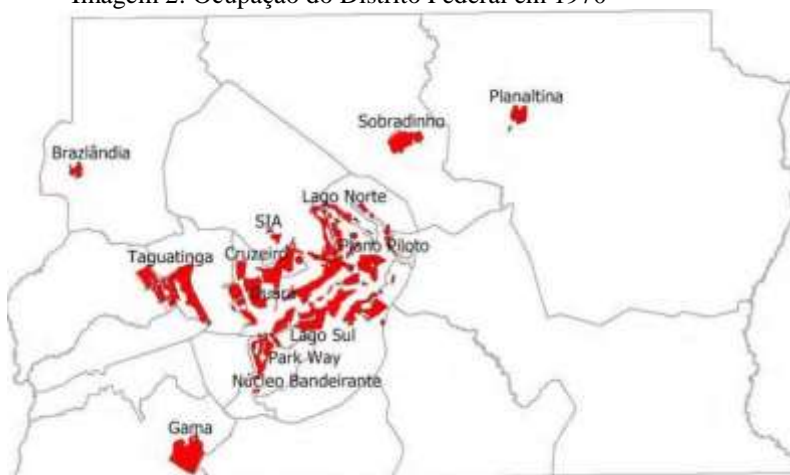 Imagem 2: Ocupação do Distrito Federal em 1970
Planaltina
Sobradinho
Brazlândia
Lago Norte
SIA
Cruzeiro
Plano Piloto
Taguatinga
Guará
Lago Sul
Park Way
Núcleo Bandeirante
Gama